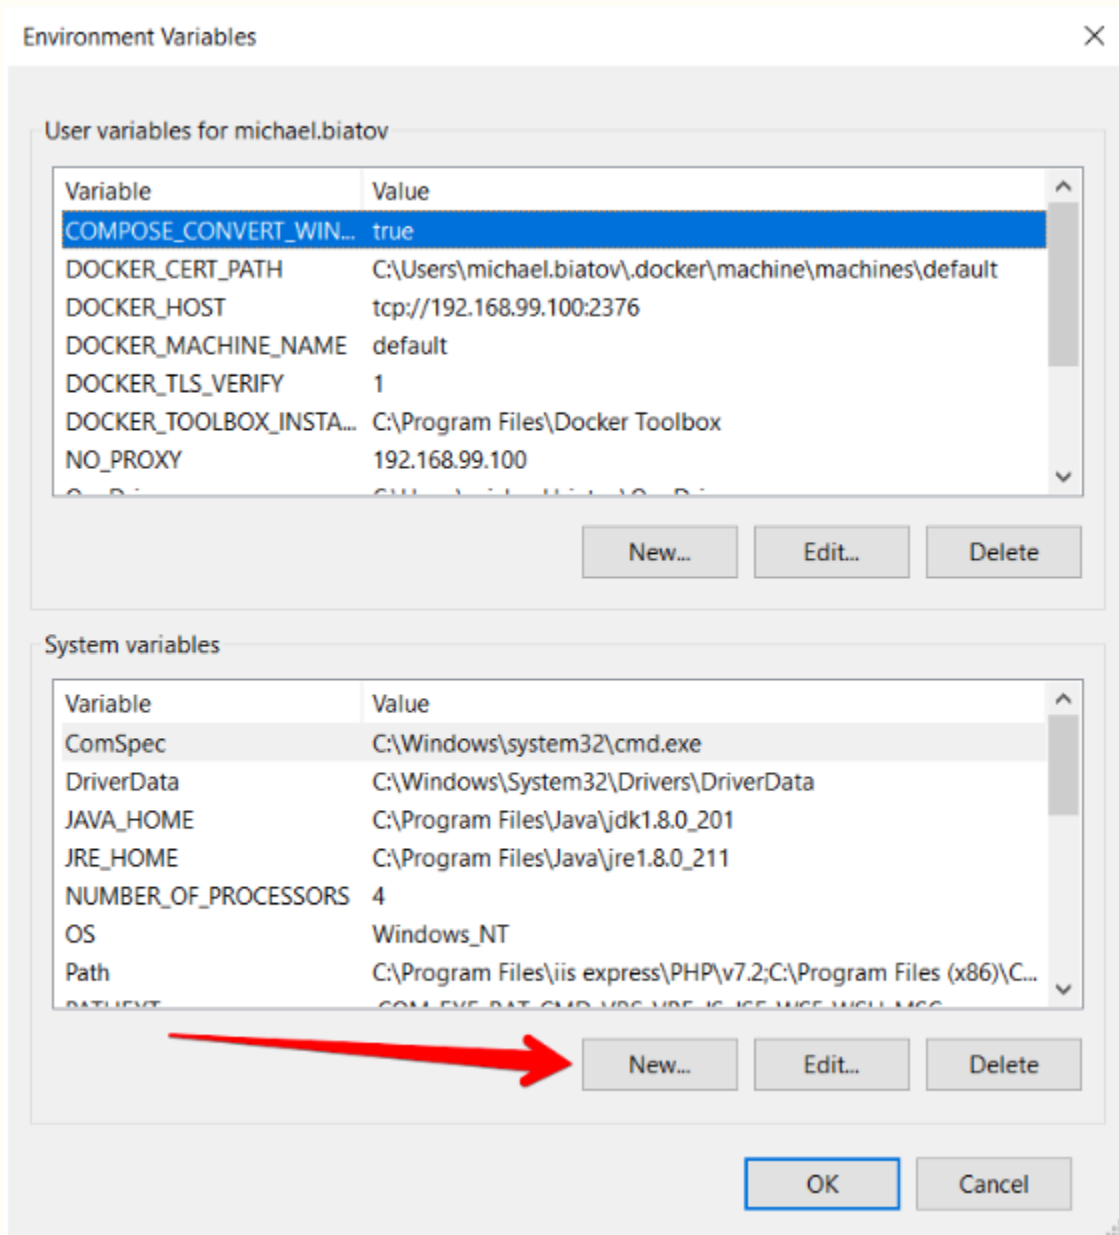 Environment Variables
User variables for michael.biatov
Variable Value
COMPOSE_CONVERT_WIN... true
DOCKER_CERT_PATH C:\Users\michael.biatov\.docker\machine\machines\default
DOCKER_HOST tcp://192.168.99.100:2376
DOCKER_MACHINE_NAME default
DOCKER_TLS_VERIFY 1
DOCKER_TOOLBOX_INSTA... C:\Program Files\Docker Toolbox
NO_PROXY 192.168.99.100
New... Edit... Delete
System variables
Variable Value
ComSpec C:\Windows\system32\cmd.exe
DriverData C:\Windows\System32\Drivers\DriverData
JAVA_HOME C:\Program Files\Java\jdk1.8.0_201
JRE_HOME C:\Program Files\Java\jre1.8.0_211
NUMBER_OF_PROCESSORS 4
OS Windows_NT
Path C:\Program Files\iis express\PHP\v7.2;C:\Program Files (x86)\C...
New... Edit... Delete
OK Cancel